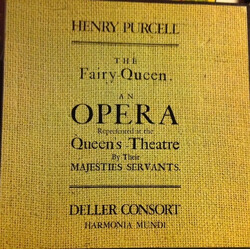 HENRY PURCELL
THE
Fairy-Queen.
AN
OPERA
Represented at the
Queen's Theatre
By Their
MAJESTIES SERVANTS.
DELLER CONSORT
HARMONIA MUNDI